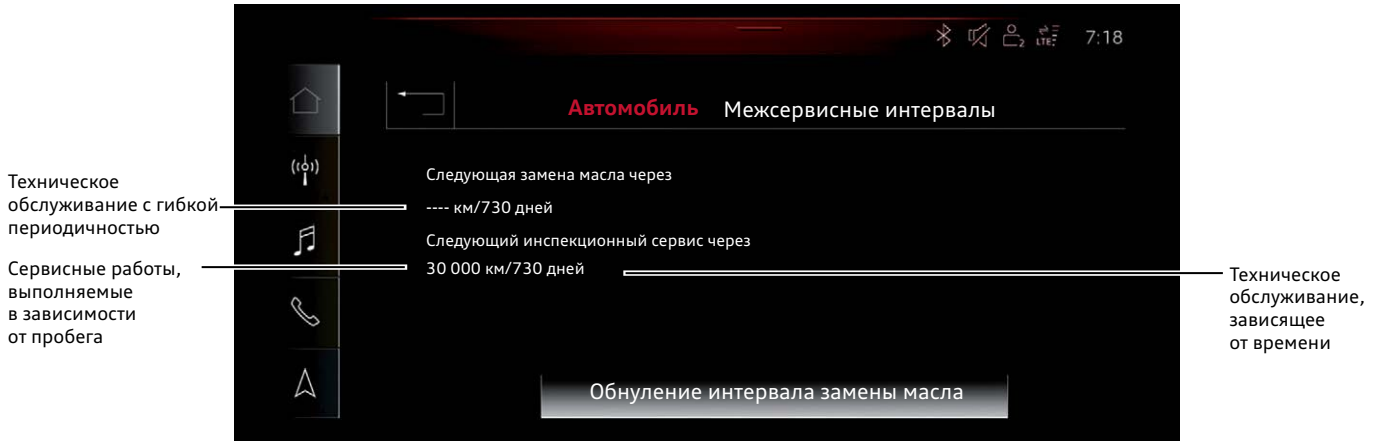 LTE 7:18
Автомобиль Межсервисные интервалы
Техническое
обслуживание с гибкой
периодичностью
Сервисные работы,
выполняемые
в зависимости
от пробега
Следующая замена масла через
---- км/730 дней
Следующий инспекционный сервис через
30 000 км/730 дней
Техническое
обслуживание,
зависящее
от времени
Обнуление интервала замены масла